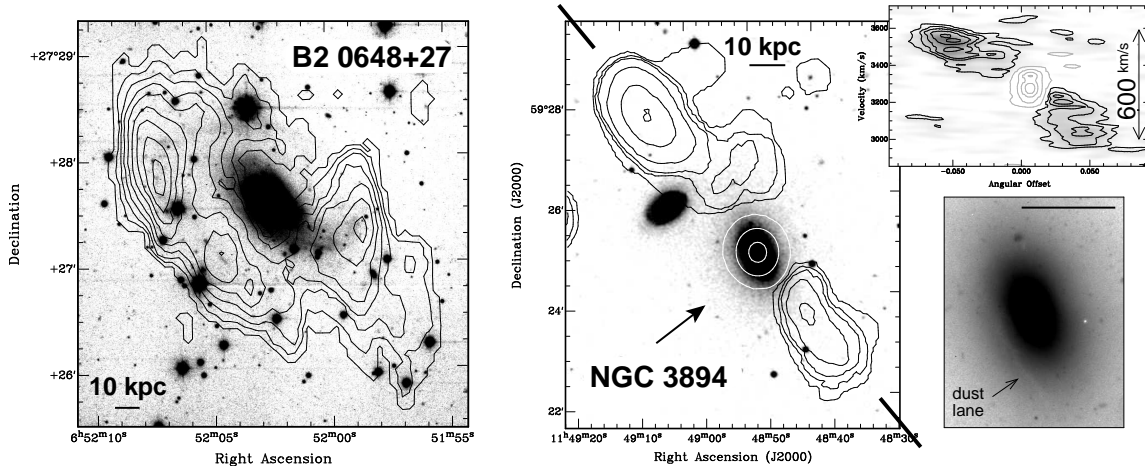 B2 0648+27
10 kpc
+27°29'
+28'
+27'
+26'
Declination
6ʰ52ᵐ10ˢ
52ᵐ05ˢ
52ᵐ00ˢ
51ᵐ55ˢ
Right Ascension
10 kpc
NGC 3894
59°28'
26'
24'
22'
Declination (J2000)
11ʰ49ᵐ20ˢ
49ᵐ10ˢ
49ᵐ00ˢ
48ᵐ50ˢ
48ᵐ40ˢ
48ᵐ30ˢ
Right Ascension (J2000)
3600
3400
3200
3000
Velocity (km/s)
600 km/s
−0.050
0.000
0.050
Angular Offset
dust
lane